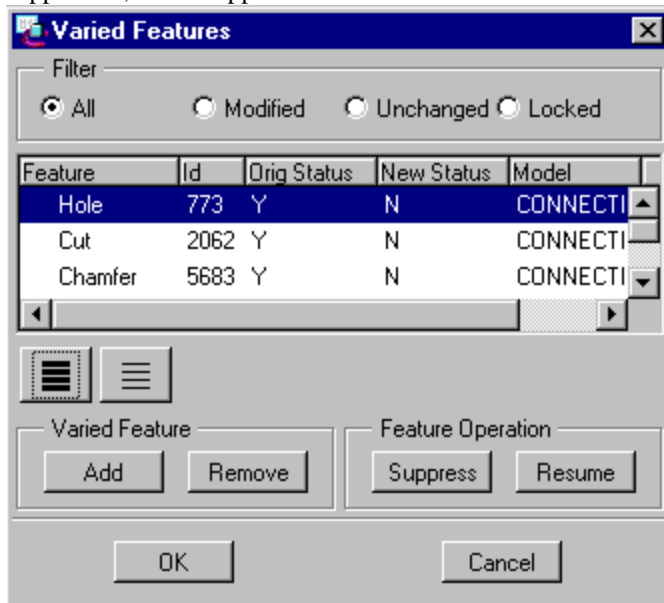 Varied Features
Filter
All Modified Unchanged Locked
Feature Id Orig Status New Status Model
Hole 773 Y N CONNECTI
Cut 2062 Y N CONNECTI
Chamfer 5683 Y N CONNECTI
Varied Feature Feature Operation
Add Remove Suppress Resume
OK Cancel